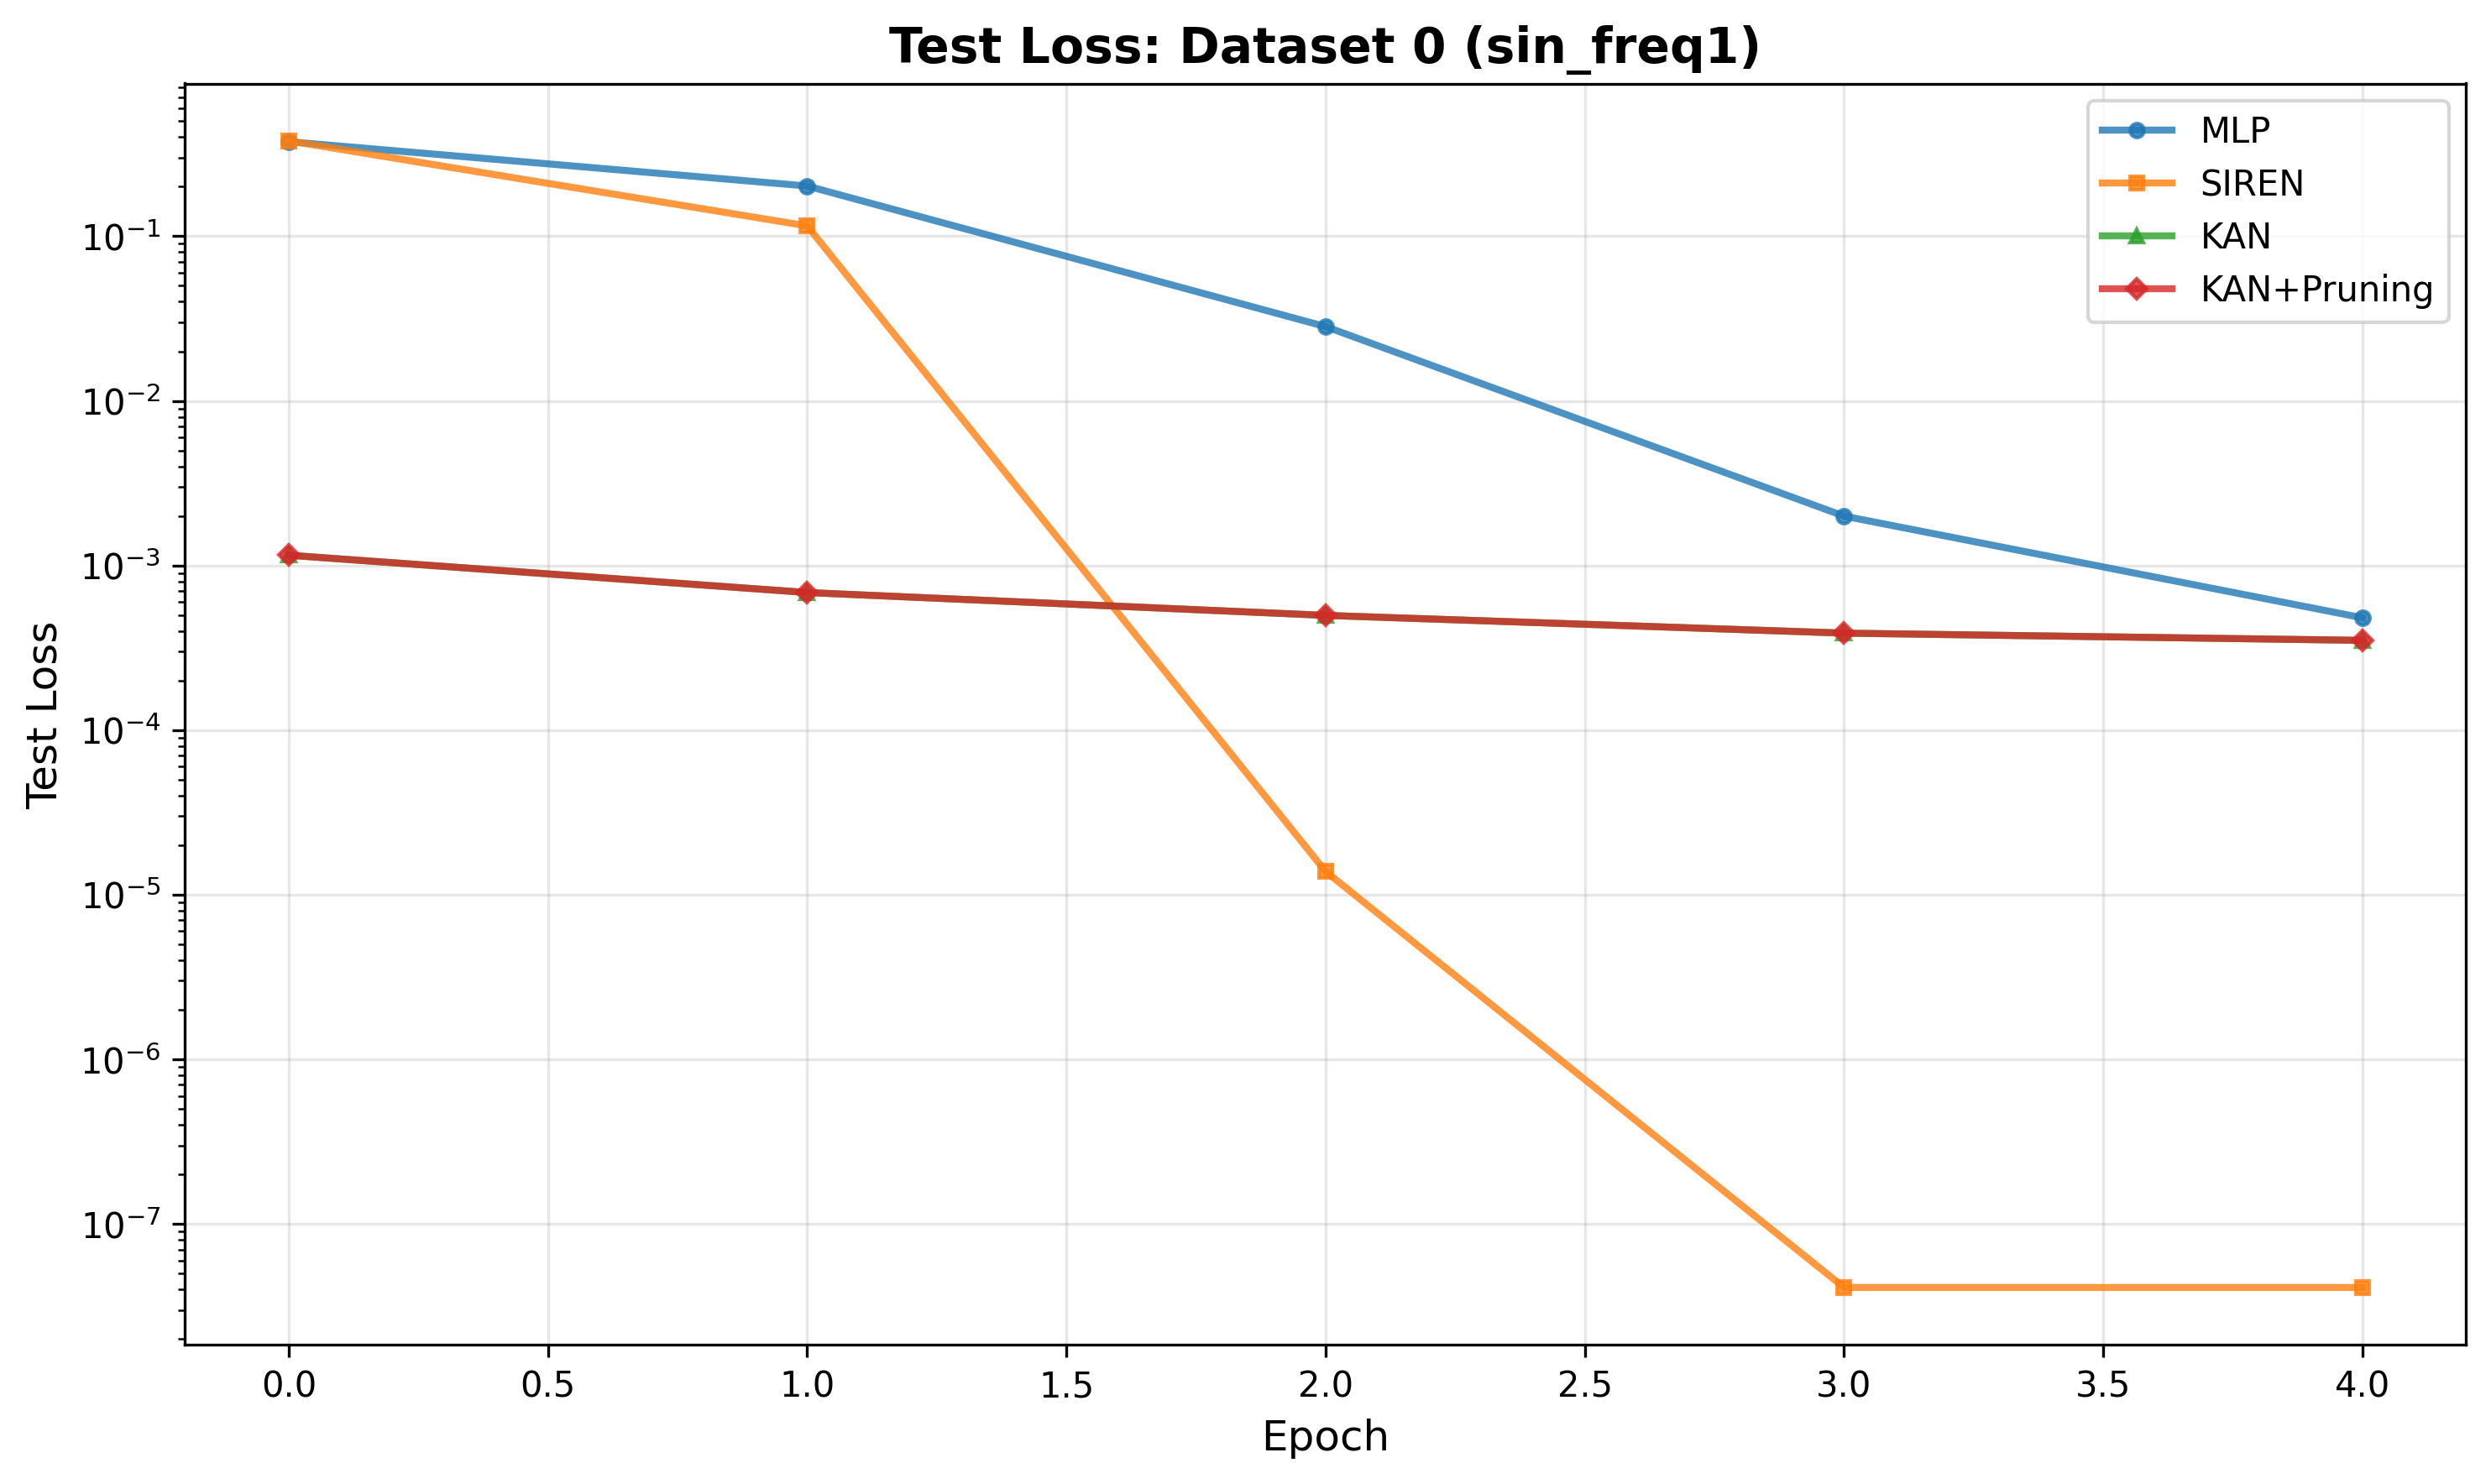 Test Loss: Dataset 0 (sin_freq1)
MLP
SIREN
KAN
KAN+Pruning
Test Loss
10⁻¹
10⁻²
10⁻³
10⁻⁴
10⁻⁵
10⁻⁶
10⁻⁷
0.0 0.5 1.0 1.5 2.0 2.5 3.0 3.5 4.0
Epoch